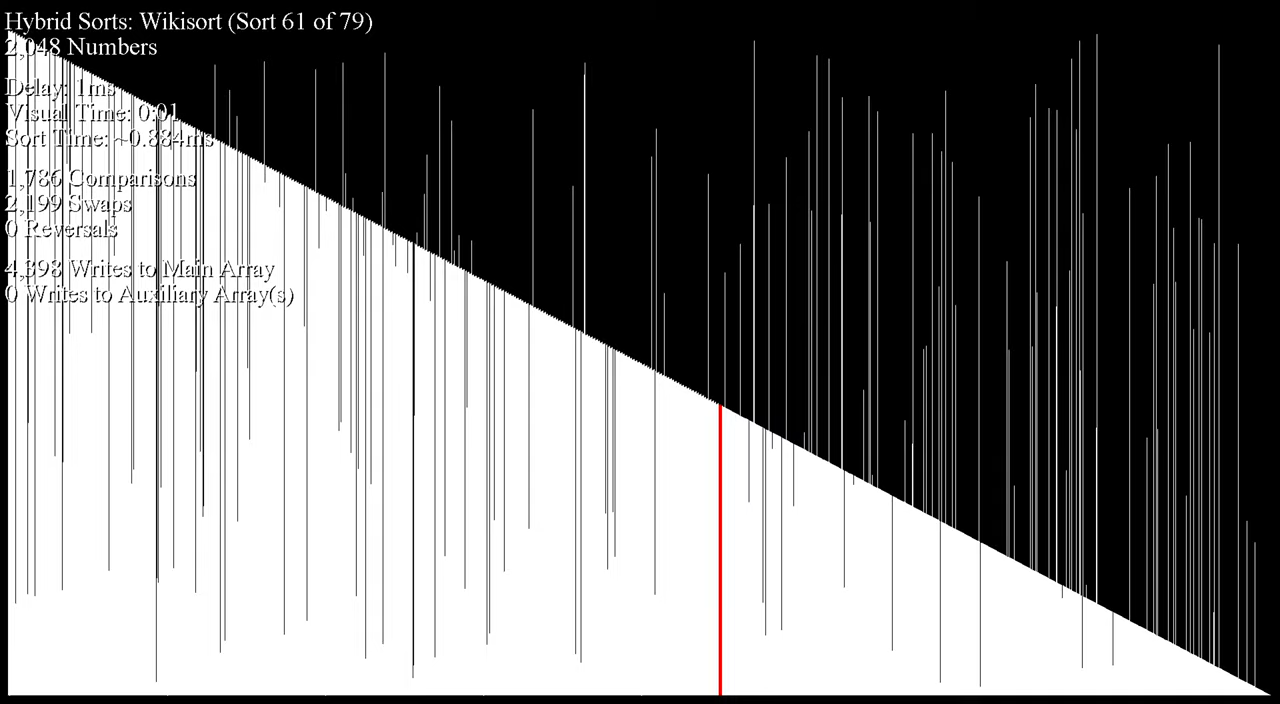 Hybrid Sorts: Wikisort (Sort 61 of 79)
2,048 Numbers
Delay: 1ms
Visual Time: 0:01
Sort Time: ~0.884ms
1,786 Comparisons
2,199 Swaps
0 Reversals
4,398 Writes to Main Array
0 Writes to Auxiliary Array(s)